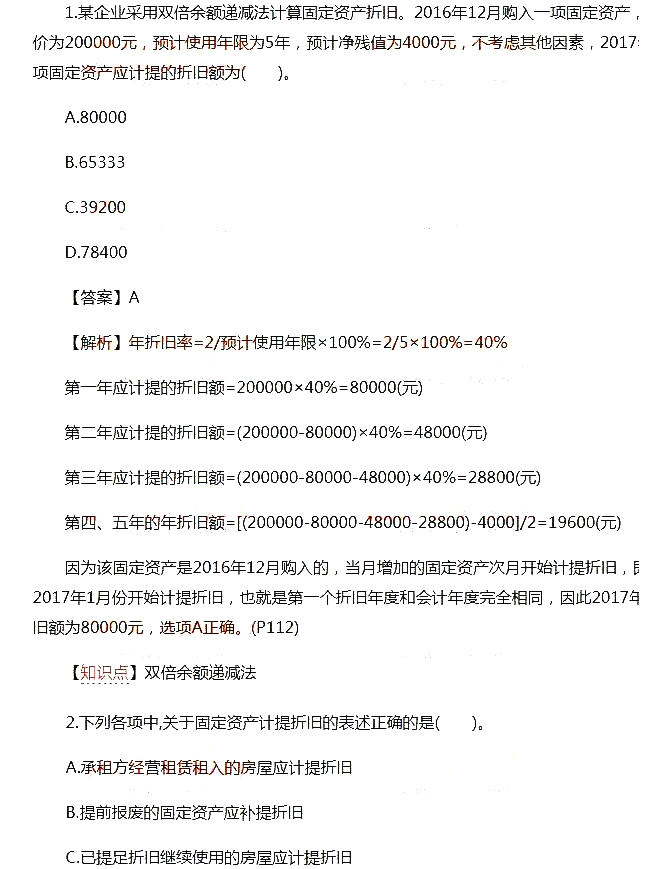 1.某企业采用双倍余额递减法计算固定资产折旧。2016年12月购入一项固定资产，
价为200000元，预计使用年限为5年，预计净残值为4000元，不考虑其他因素，2017
项固定资产应计提的折旧额为(　　)。
A.80000
B.65333
C.39200
D.78400
【答案】A
【解析】年折旧率=2/预计使用年限×100%=2/5×100%=40%
第一年应计提的折旧额=200000×40%=80000(元)
第二年应计提的折旧额=(200000-80000)×40%=48000(元)
第三年应计提的折旧额=(200000-80000-48000)×40%=28800(元)
第四、五年的年折旧额=[(200000-80000-48000-28800)-4000]/2=19600(元)
因为该固定资产是2016年12月购入的，当月增加的固定资产次月开始计提折旧，
2017年1月份开始计提折旧，也就是第一个折旧年度和会计年度完全相同，因此2017年
旧额为80000元，选项A正确。(P112)
【知识点】双倍余额递减法
2.下列各项中,关于固定资产计提折旧的表述正确的是(　　)。
A.承租方经营租赁租入的房屋应计提折旧
B.提前报废的固定资产应补提折旧
C.已提足折旧继续使用的房屋应计提折旧